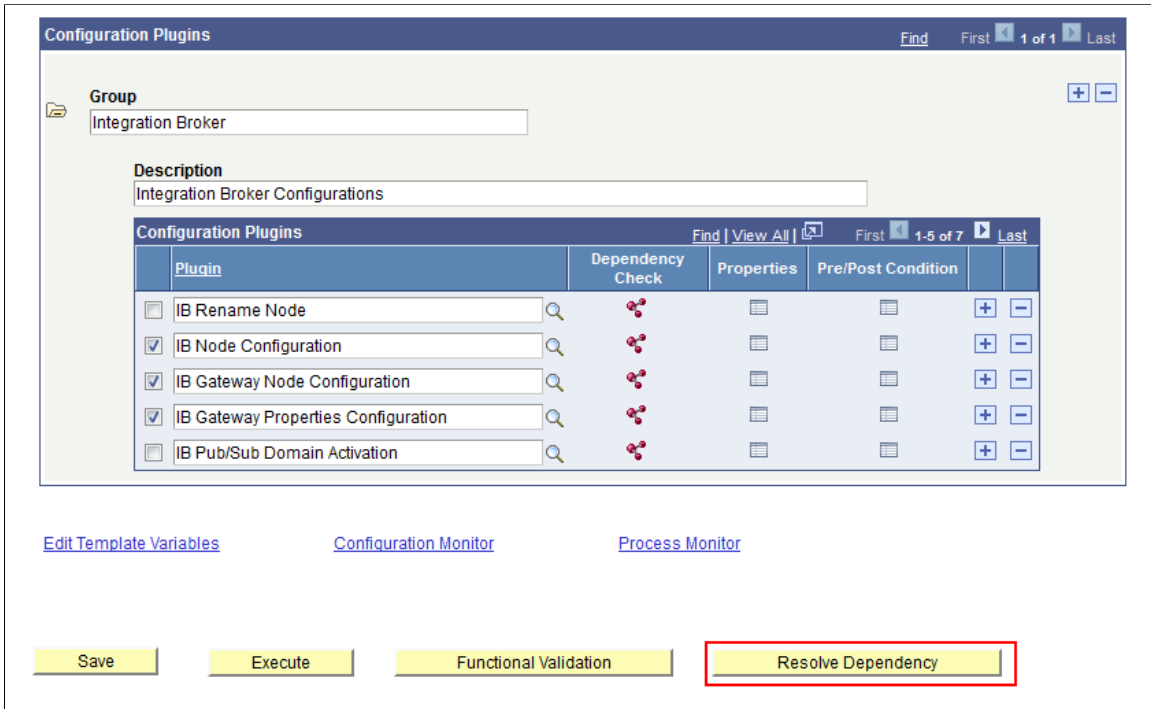 Configuration Plugins Find First 1 of 1 Last
Group
Integration Broker
Description
Integration Broker Configurations
Configuration Plugins Find | View All | First 1-5 of 7 Last
Plugin Dependency Check Properties Pre/Post Condition
IB Rename Node
IB Node Configuration
IB Gateway Node Configuration
IB Gateway Properties Configuration
IB Pub/Sub Domain Activation
Edit Template Variables Configuration Monitor Process Monitor
Save Execute Functional Validation Resolve Dependency